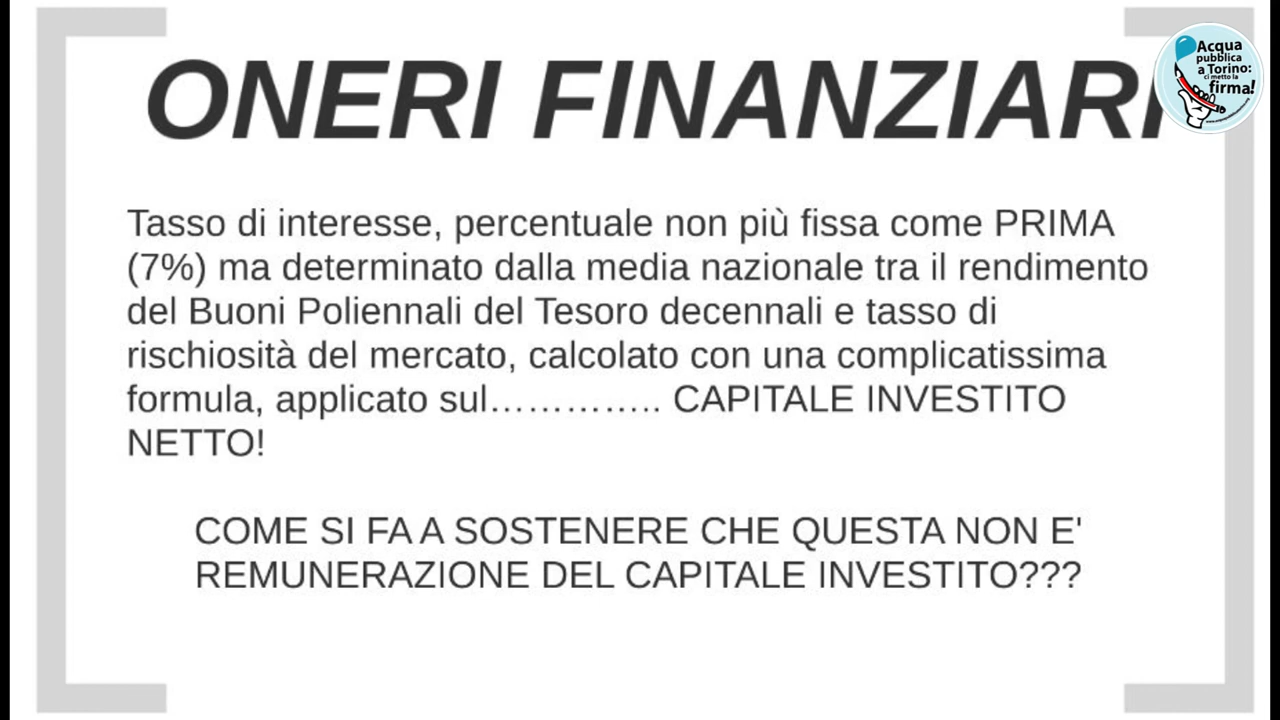 ONERI FINANZIARI
Acqua
pubblica
a Torino:
ci metto la
firma!
Tasso di interesse, percentuale non più fissa come PRIMA
(7%) ma determinato dalla media nazionale tra il rendimento
del Buoni Poliennali del Tesoro decennali e tasso di
rischiosità del mercato, calcolato con una complicatissima
formula, applicato sul………….. CAPITALE INVESTITO
NETTO!
COME SI FA A SOSTENERE CHE QUESTA NON E'
REMUNERAZIONE DEL CAPITALE INVESTITO???